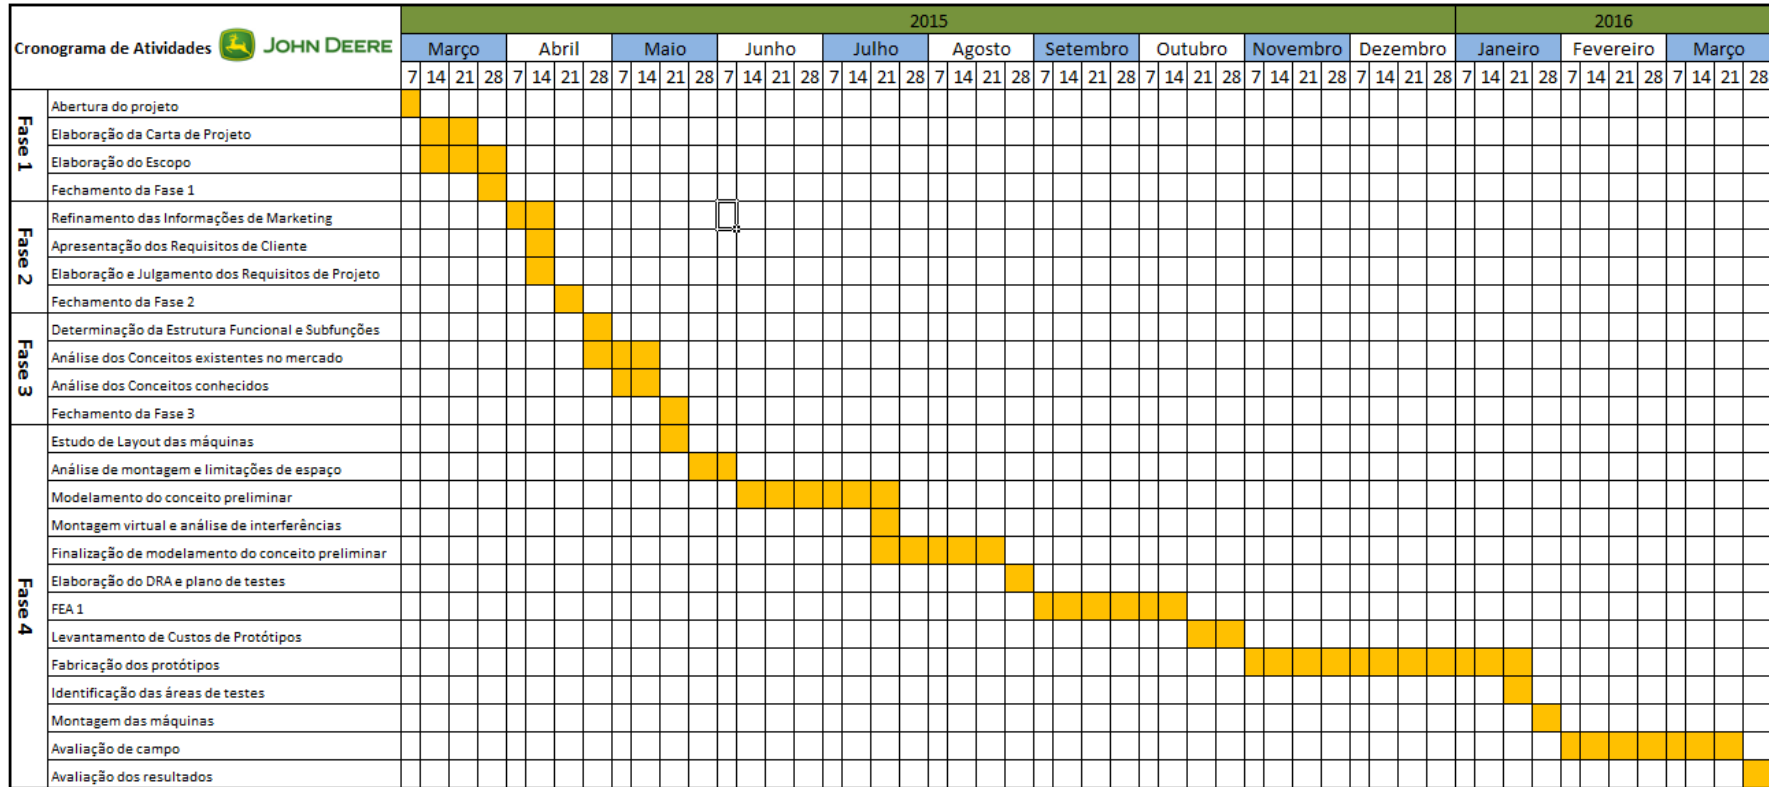 2015 2016
Cronograma de Atividades JOHN DEERE
Março Abril Maio Junho Julho Agosto Setembro Outubro Novembro Dezembro Janeiro Fevereiro Março
7 14 21 28 7 14 21 28 7 14 21 28 7 14 21 28 7 14 21 28 7 14 21 28 7 14 21 28 7 14 21 28 7 14 21 28 7 14 21 28 7 14 21 28 7 14 21 28 7 14 21 28
Fase 1
Abertura do projeto
Elaboração da Carta de Projeto
Elaboração do Escopo
Fechamento da Fase 1
Fase 2
Refinamento das Informações de Marketing
Apresentação dos Requisitos de Cliente
Elaboração e Julgamento dos Requisitos de Projeto
Fechamento da Fase 2
Fase 3
Determinação da Estrutura Funcional e Subfunções
Análise dos Conceitos existentes no mercado
Análise dos Conceitos conhecidos
Fechamento da Fase 3
Fase 4
Estudo de Layout das máquinas
Análise de montagem e limitações de espaço
Modelamento do conceito preliminar
Montagem virtual e análise de interferências
Finalização de modelamento do conceito preliminar
Elaboração do DRA e plano de testes
FEA 1
Levantamento de Custos de Protótipos
Fabricação dos protótipos
Identificação das áreas de testes
Montagem das máquinas
Avaliação de campo
Avaliação dos resultados